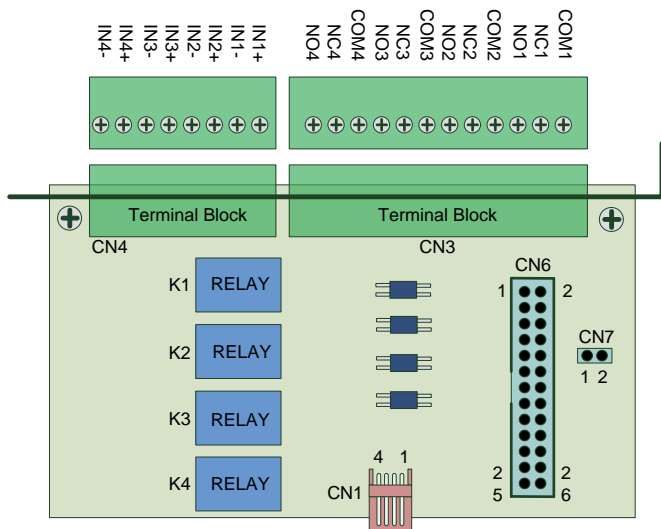 IN4- IN4+ IN3- IN3+ IN2- IN2+ IN1- IN1+ NO4 NC4 COM4 NO3 NC3 COM3 NO2 NC2 COM2 NO1 NC1 COM1
Terminal Block Terminal Block
CN4 CN3
CN6
K1 RELAY 1 2
CN7
K2 RELAY
1 2
K3 RELAY
4 1
2 2
K4 RELAY CN1 5 6